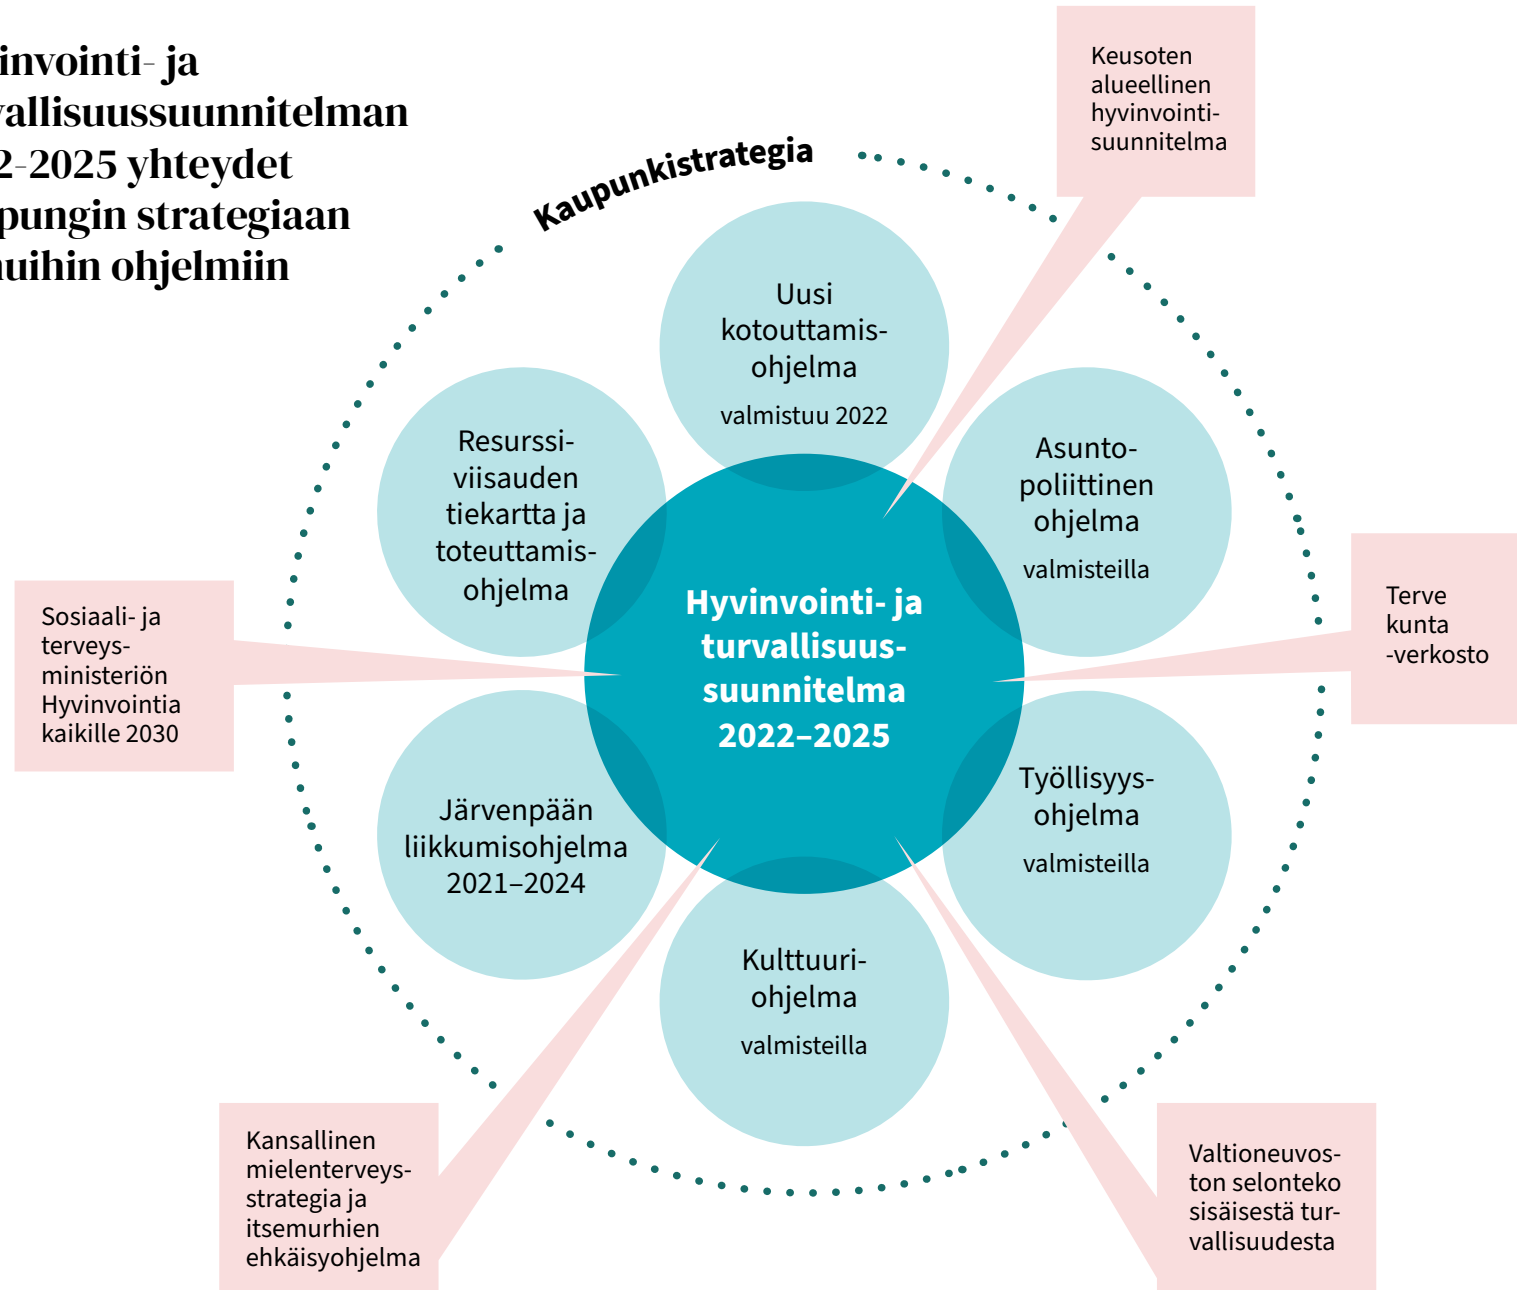 invointi- ja
vallisuussuunnitelman
2-2025 yhteydet
pungin strategiaan
uihin ohjelmiin
Kaupunkistrategia
Keusoten
alueellinen
hyvinvointi-
suunnitelma
Uusi
kotouttamis-
ohjelma
valmistuu 2022
Resurssi-
viisauden
tiekartta ja
toteuttamis-
ohjelma
Asunto-
poliittinen
ohjelma
valmisteilla
Sosiaali- ja
terveys-
ministeriön
Hyvinvointia
kaikille 2030
Hyvinvointi- ja
turvallisuus-
suunnitelma
2022–2025
Terve
kunta
-verkosto
Järvenpään
liikkumisohjelma
2021–2024
Työllisyys-
ohjelma
valmisteilla
Kulttuuri-
ohjelma
valmisteilla
Kansallinen
mielenterveys-
strategia ja
itsemurhien
ehkäisyohjelma
Valtioneuvos-
ton selonteko
sisäisestä tur-
vallisuudesta